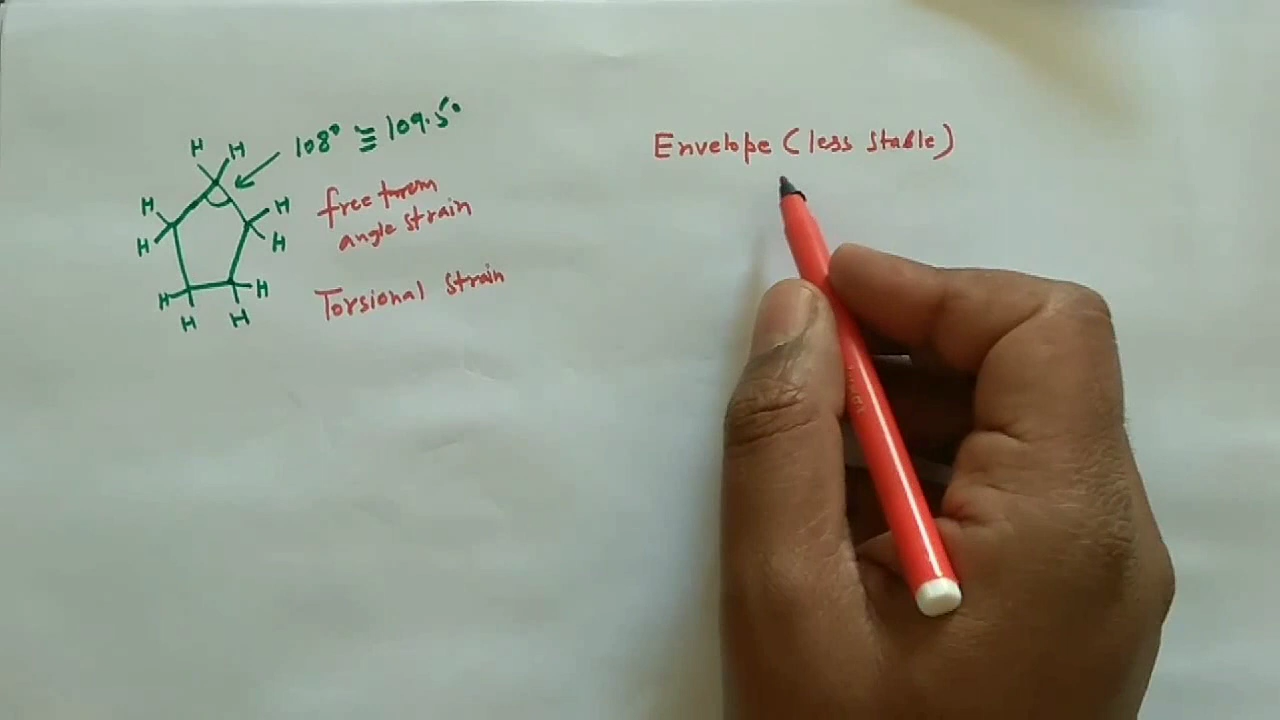 H H 108° ≅ 109.5°
H H free from
H H angle strain
H H Torsional strain
H H
Envelope (less stable)